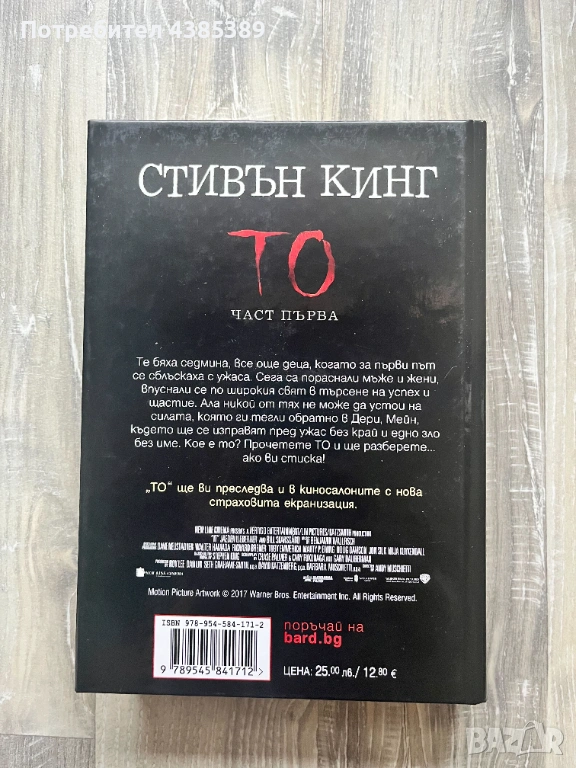 Потребител 4385389
СТИВЪН КИНГ
ТО
ЧАСТ ПЪРВА
Те бяха седмина, все още деца, когато за първи път
се сблъскаха с ужаса. Сега са пораснали мъже и жени,
впуснали се по широкия свят в търсене на успех и
щастие. Ала никой от тях не може да устои на
силата, която ги тегли обратно в Дери, Мейн,
където ще се изправят пред ужас без край и едно зло
без име. Кое е то? Прочетете ТО и ще разберете...
ако ви стиска!
„ТО“ ще ви преследва и в киносалоните с нова
страховита екранизация.
Motion Picture Artwork © 2017 Warner Bros. Entertainment Inc. All Rights Reserved.
ISBN 978-954-584-171-2
9 789545 841712 >
поръчай на
bard.bg
ЦЕНА: 25.00 лв./ 12.80 €
BAZAR